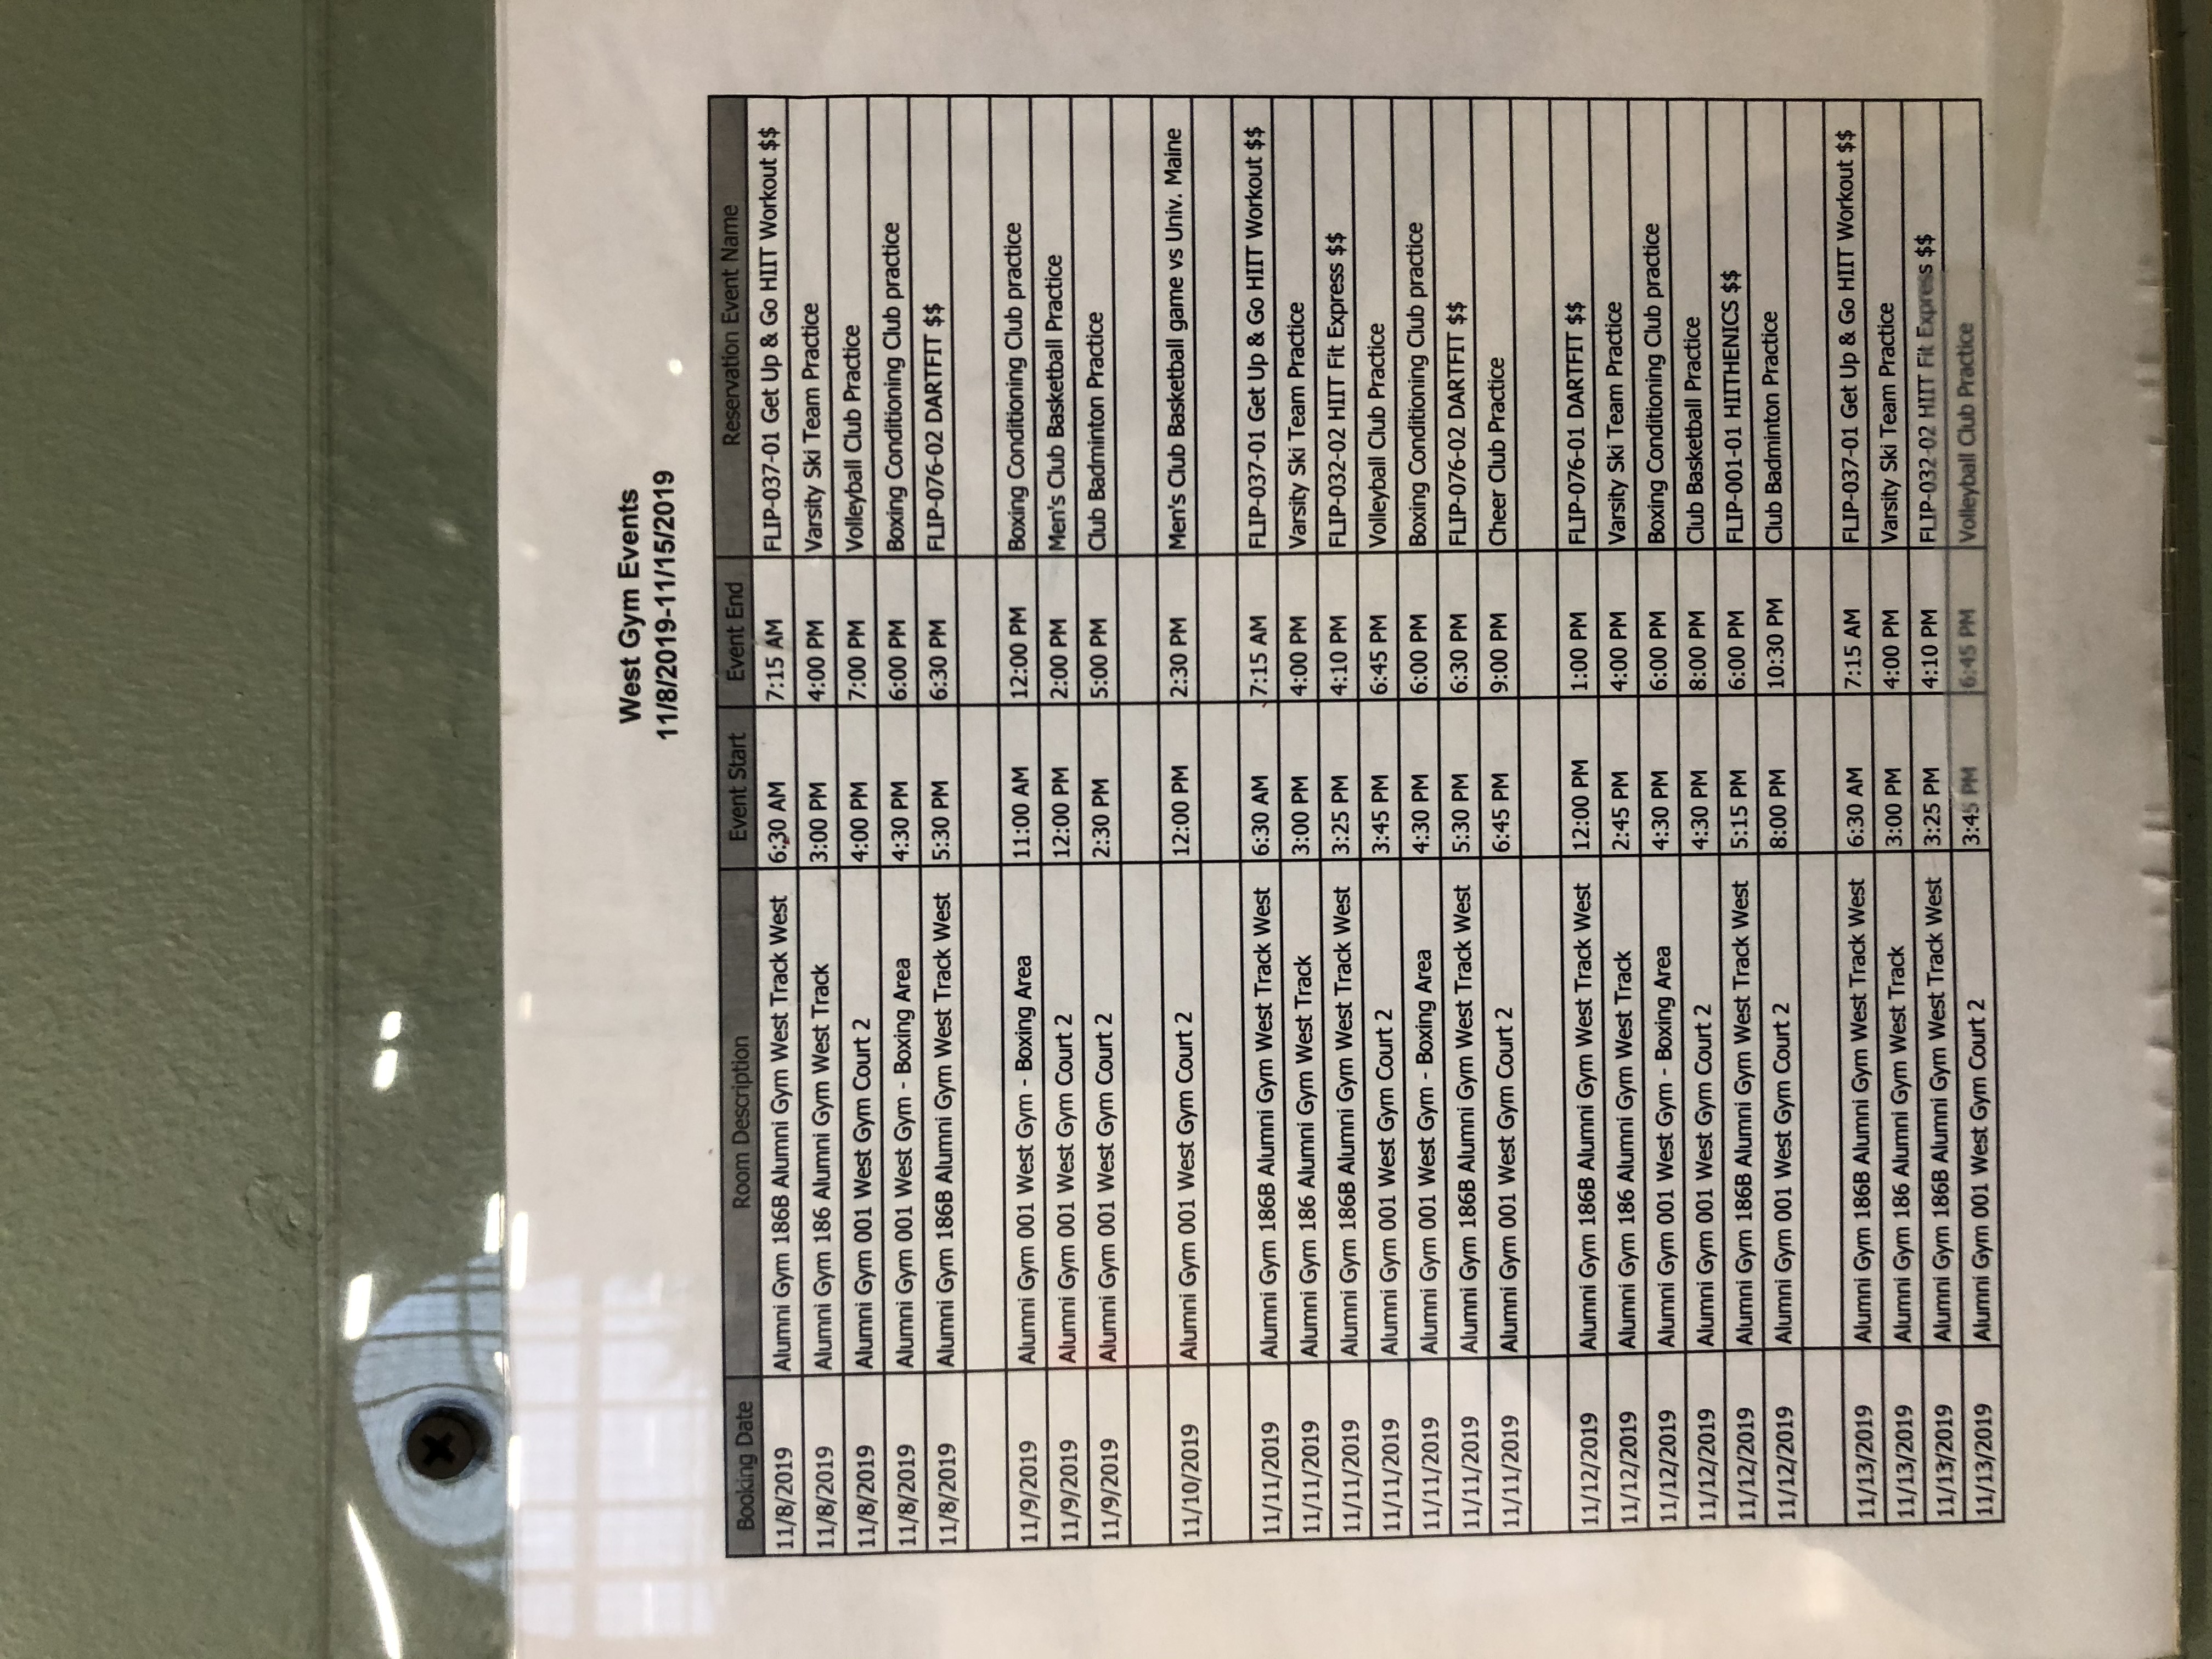 West Gym Events
11/8/2019-11/15/2019
Booking Date Room Description Event Start Event End Reservation Event Name
11/8/2019 Alumni Gym 186B Alumni Gym West Track West 6:30 AM 7:15 AM FLIP-037-01 Get Up & Go HIIT Workout $$
11/8/2019 Alumni Gym 186 Alumni Gym West Track 3:00 PM 4:00 PM Varsity Ski Team Practice
11/8/2019 Alumni Gym 001 West Gym Court 2 4:00 PM 7:00 PM Volleyball Club Practice
11/8/2019 Alumni Gym 001 West Gym - Boxing Area 4:30 PM 6:00 PM Boxing Conditioning Club practice
11/8/2019 Alumni Gym 186B Alumni Gym West Track West 5:30 PM 6:30 PM FLIP-076-02 DARTFIT $$
11/9/2019 Alumni Gym 001 West Gym - Boxing Area 11:00 AM 12:00 PM Boxing Conditioning Club practice
11/9/2019 Alumni Gym 001 West Gym Court 2 12:00 PM 2:00 PM Men's Club Basketball Practice
11/9/2019 Alumni Gym 001 West Gym Court 2 2:30 PM 5:00 PM Club Badminton Practice
11/10/2019 Alumni Gym 001 West Gym Court 2 12:00 PM 2:30 PM Men's Club Basketball game vs Univ. Maine
11/11/2019 Alumni Gym 186B Alumni Gym West Track West 6:30 AM 7:15 AM FLIP-037-01 Get Up & Go HIIT Workout $$
11/11/2019 Alumni Gym 186 Alumni Gym West Track 3:00 PM 4:00 PM Varsity Ski Team Practice
11/11/2019 Alumni Gym 186B Alumni Gym West Track West 3:25 PM 4:10 PM FLIP-032-02 HIIT Fit Express $$
11/11/2019 Alumni Gym 001 West Gym Court 2 3:45 PM 6:45 PM Volleyball Club Practice
11/11/2019 Alumni Gym 001 West Gym - Boxing Area 4:30 PM 6:00 PM Boxing Conditioning Club practice
11/11/2019 Alumni Gym 186B Alumni Gym West Track West 5:30 PM 6:30 PM FLIP-076-02 DARTFIT $$
11/11/2019 Alumni Gym 001 West Gym Court 2 6:45 PM 9:00 PM Cheer Club Practice
11/12/2019 Alumni Gym 186B Alumni Gym West Track West 12:00 PM 1:00 PM FLIP-076-01 DARTFIT $$
11/12/2019 Alumni Gym 186 Alumni Gym West Track 2:45 PM 4:00 PM Varsity Ski Team Practice
11/12/2019 Alumni Gym 001 West Gym - Boxing Area 4:30 PM 6:00 PM Boxing Conditioning Club practice
11/12/2019 Alumni Gym 001 West Gym Court 2 4:30 PM 8:00 PM Club Basketball Practice
11/12/2019 Alumni Gym 186B Alumni Gym West Track West 5:15 PM 6:00 PM FLIP-001-01 HIITHENICS $$
11/12/2019 Alumni Gym 001 West Gym Court 2 8:00 PM 10:30 PM Club Badminton Practice
11/13/2019 Alumni Gym 186B Alumni Gym West Track West 6:30 AM 7:15 AM FLIP-037-01 Get Up & Go HIIT Workout $$
11/13/2019 Alumni Gym 186 Alumni Gym West Track 3:00 PM 4:00 PM Varsity Ski Team Practice
11/13/2019 Alumni Gym 186B Alumni Gym West Track West 3:25 PM 4:10 PM FLIP-032-02 HIIT Fit Express $$
11/13/2019 Alumni Gym 001 West Gym Court 2 3:45 PM 6:45 PM Volleyball Club Practice